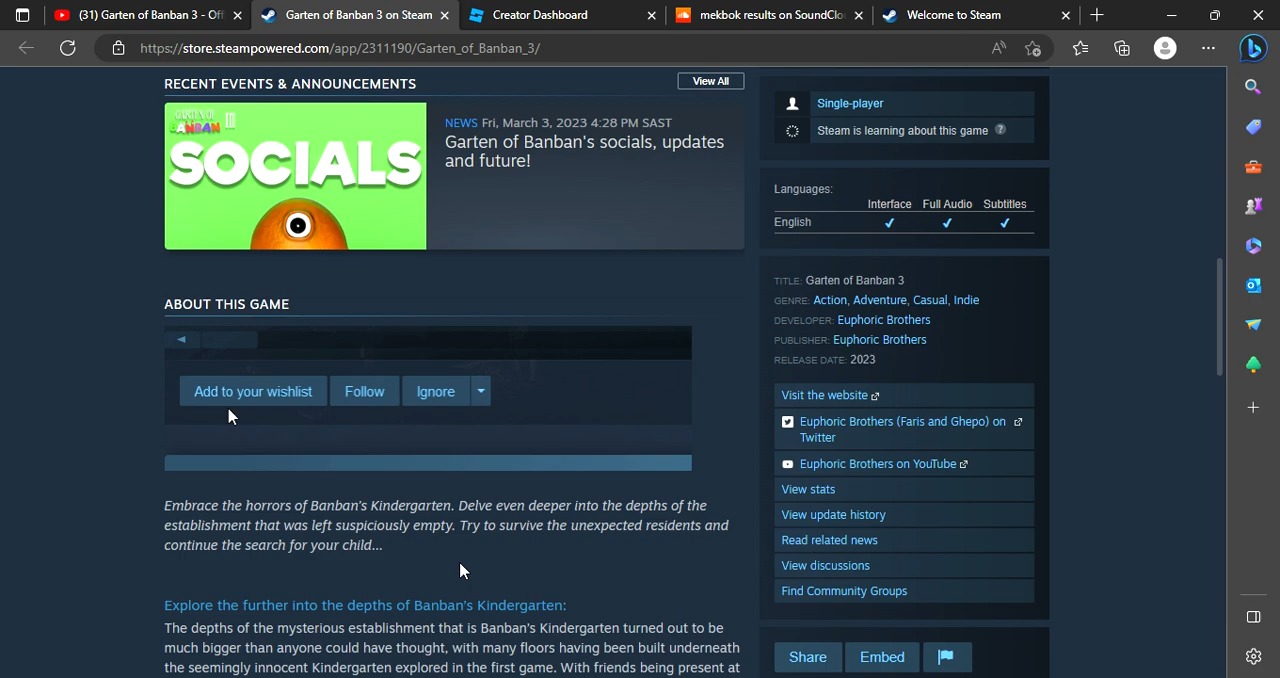 (31) Garten of Banban 3 - Off
Garten of Banban 3 on Steam
Creator Dashboard
mekbok results on SoundClo
Welcome to Steam
https://store.steampowered.com/app/2311190/Garten_of_Banban_3/
RECENT EVENTS & ANNOUNCEMENTS
View All
GARTEN OF
BANBAN III
SOCIALS
NEWS Fri, March 3, 2023 4:28 PM SAST
Garten of Banban's socials, updates
and future!
ABOUT THIS GAME
Add to your wishlist
Follow
Ignore
Embrace the horrors of Banban's Kindergarten. Delve even deeper into the depths of the
establishment that was left suspiciously empty. Try to survive the unexpected residents and
continue the search for your child...
Explore the further into the depths of Banban's Kindergarten:
The depths of the mysterious establishment that is Banban's Kindergarten turned out to be
much bigger than anyone could have thought, with many floors having been built underneath
the seemingly innocent Kindergarten explored in the first game. With friends being present at
Single-player
Steam is learning about this game ?
Languages:
Interface Full Audio Subtitles
English ✔ ✔ ✔
TITLE: Garten of Banban 3
GENRE: Action, Adventure, Casual, Indie
DEVELOPER: Euphoric Brothers
PUBLISHER: Euphoric Brothers
RELEASE DATE: 2023
Visit the website
Euphoric Brothers (Faris and Ghepo) on
Twitter
Euphoric Brothers on YouTube
View stats
View update history
Read related news
View discussions
Find Community Groups
Share
Embed